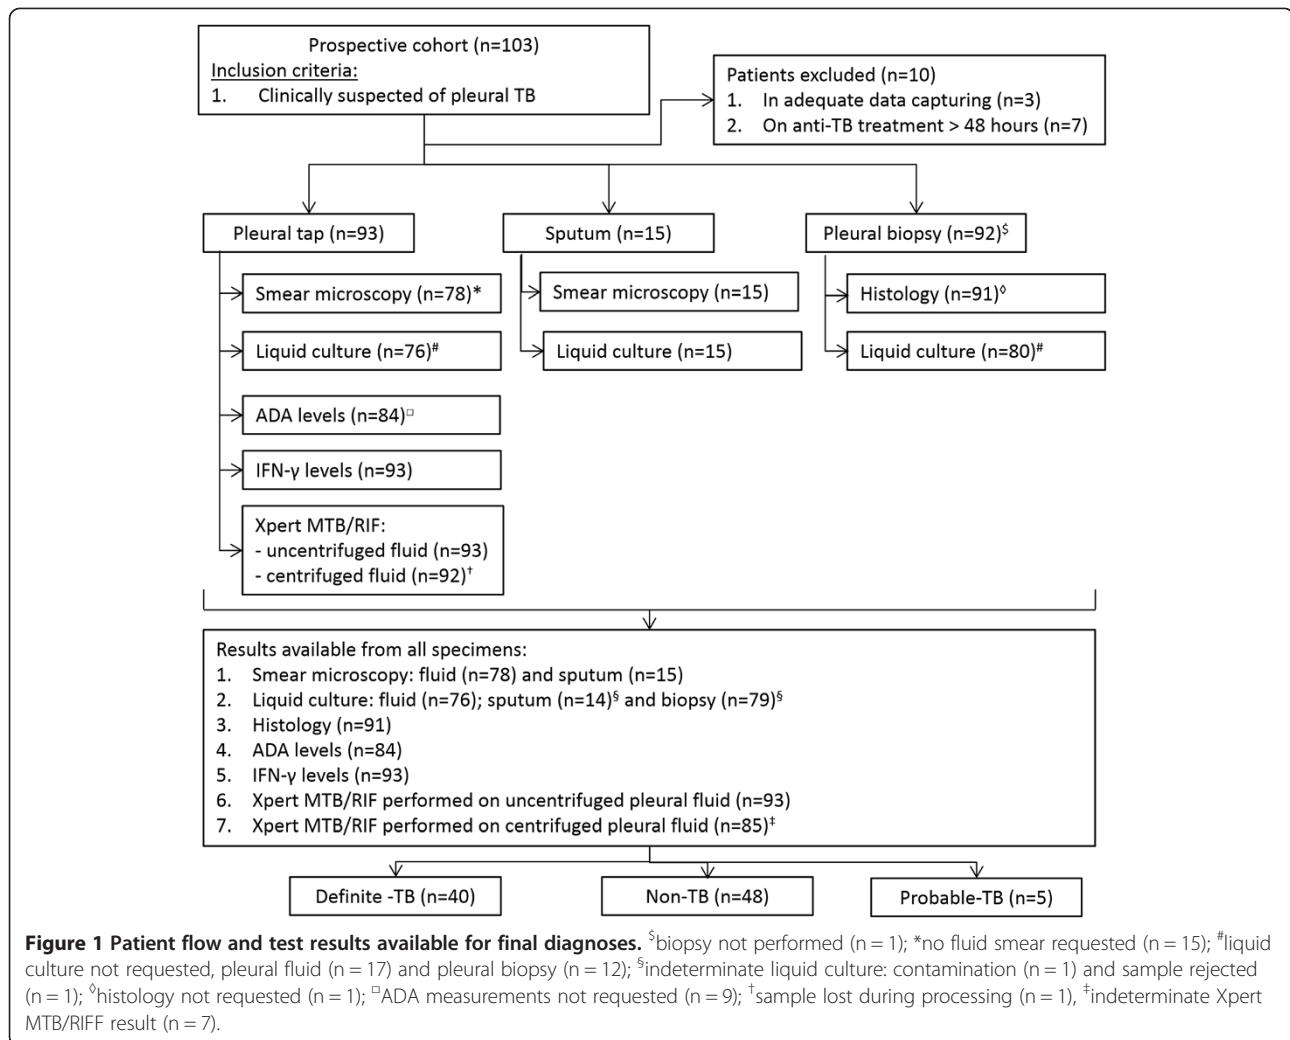 Prospective cohort (n=103)
Inclusion criteria:
1. Clinically suspected of pleural TB
Patients excluded (n=10)
1. In adequate data capturing (n=3)
2. On anti-TB treatment > 48 hours (n=7)
Pleural tap (n=93)
Sputum (n=15)
Pleural biopsy (n=92)$
Smear microscopy (n=78)*
Smear microscopy (n=15)
Histology (n=91)◊
Liquid culture (n=76)#
Liquid culture (n=15)
Liquid culture (n=80)#
ADA levels (n=84)□
IFN-γ levels (n=93)
Xpert MTB/RIF:
- uncentrifuged fluid (n=93)
- centrifuged fluid (n=92)†
Results available from all specimens:
1. Smear microscopy: fluid (n=78) and sputum (n=15)
2. Liquid culture: fluid (n=76); sputum (n=14)§ and biopsy (n=79)§
3. Histology (n=91)
4. ADA levels (n=84)
5. IFN-γ levels (n=93)
6. Xpert MTB/RIF performed on uncentrifuged pleural fluid (n=93)
7. Xpert MTB/RIF performed on centrifuged pleural fluid (n=85)‡
Definite -TB (n=40)
Non-TB (n=48)
Probable-TB (n=5)
Figure 1 Patient flow and test results available for final diagnoses. $biopsy not performed (n = 1); *no fluid smear requested (n = 15); #liquid
culture not requested, pleural fluid (n = 17) and pleural biopsy (n = 12); §indeterminate liquid culture: contamination (n = 1) and sample rejected
(n = 1); ◊histology not requested (n = 1); □ADA measurements not requested (n = 9); †sample lost during processing (n = 1), ‡indeterminate Xpert
MTB/RIFF result (n = 7).